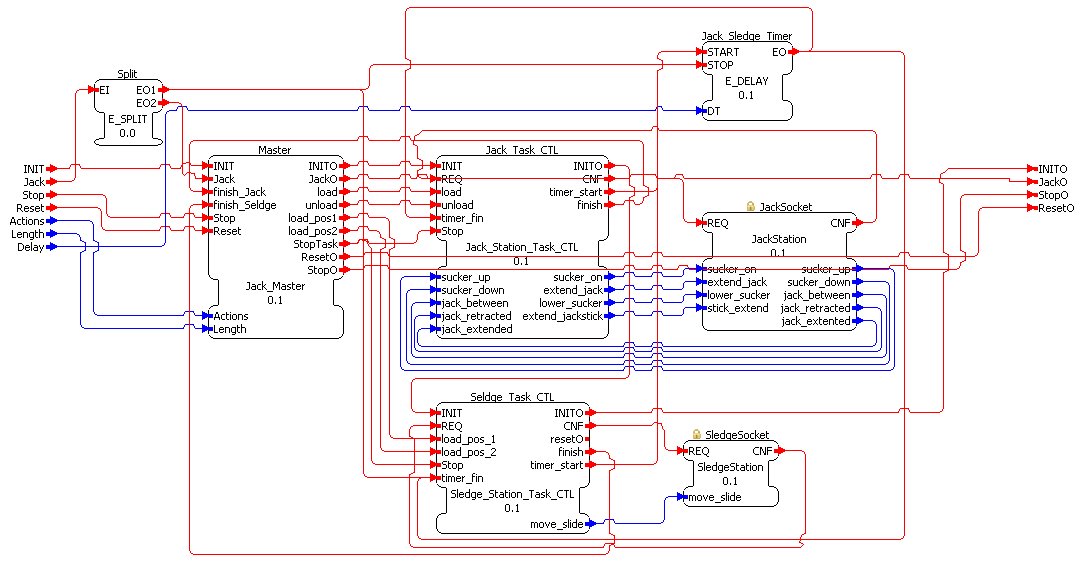 Jack_Sledge_Timer
START EO
STOP
E_DELAY
0.1
DT
Split
EI EO1
EO2
E_SPLIT
0.0
INIT
Jack
Stop
Reset
Actions
Length
Delay
Master
INIT INITO
Jack JackO
finish_Jack load
finish_Seldge unload
Stop load_pos1
Reset load_pos2
StopTask
ResetO
StopO
Jack_Master
0.1
Actions
Length
Jack_Task_CTL
INIT INITO
REQ CNF
load timer_start
unload finish
timer_fin
Stop
Jack_Station_Task_CTL
0.1
sucker_up sucker_on
sucker_down extend_jack
jack_between lower_sucker
jack_retracted extend_jackstick
jack_extended
JackSocket
REQ CNF
JackStation
0.1
sucker_on sucker_up
extend_jack sucker_down
lower_sucker jack_between
stick_extend jack_retracted
jack_extented
INITO
JackO
StopO
ResetO
Seldge_Task_CTL
INIT INITO
REQ CNF
load_pos_1 resetO
load_pos_2 finish
Stop timer_start
timer_fin
Sledge_Station_Task_CTL
0.1
move_slide
SledgeSocket
REQ CNF
SledgeStation
0.1
move_slide